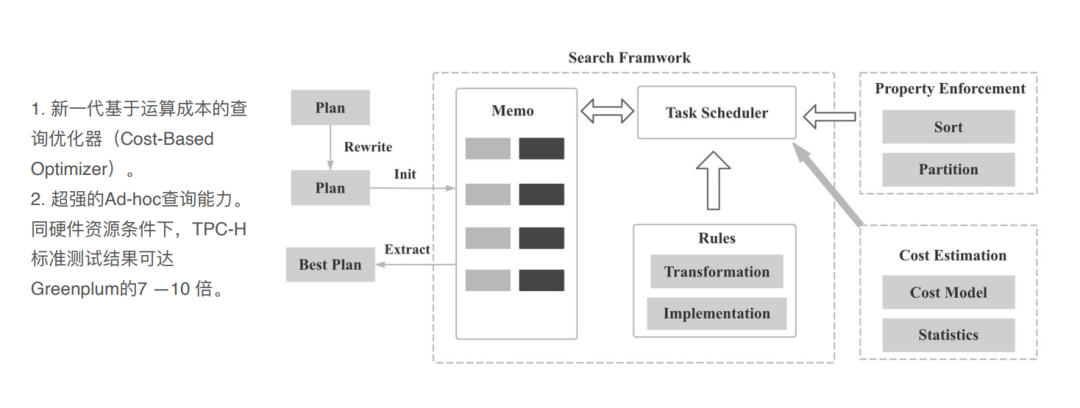 1. 新一代基于运算成本的查
询优化器（Cost-Based
Optimizer）。
2. 超强的Ad-hoc查询能力。
同硬件资源条件下，TPC-H
标准测试结果可达
Greenplum的7 —10 倍。
Search Framwork
Plan
Rewrite
Plan
Init
Best Plan
Extract
Memo
Task Scheduler
Rules
Transformation
Implementation
Property Enforcement
Sort
Partition
Cost Estimation
Cost Model
Statistics